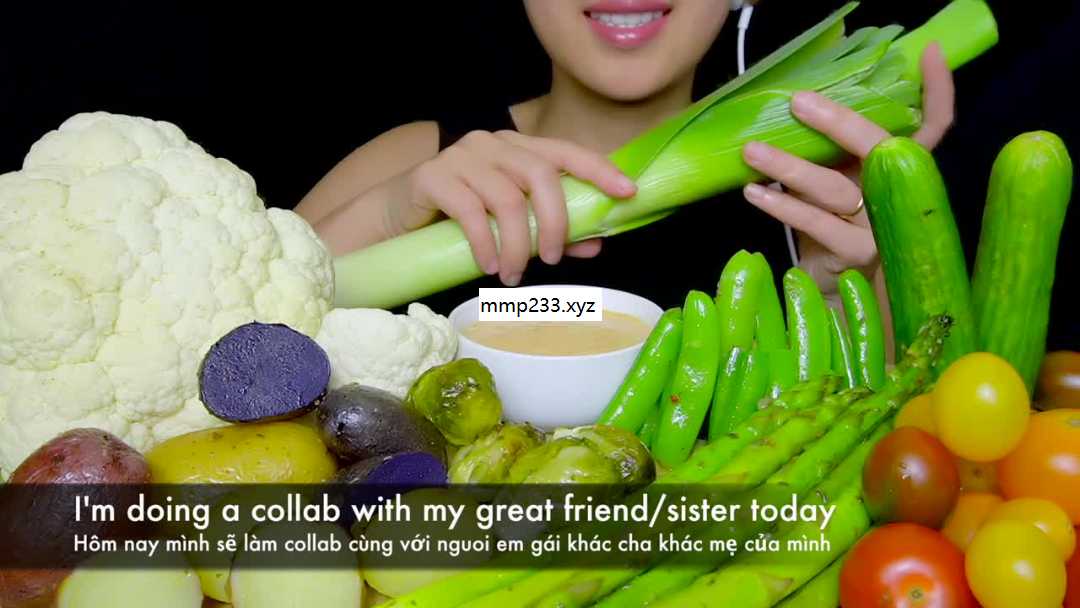 mmp233.xyz
I'm doing a collab with my great friend/sister today
Hôm nay mình sẽ làm collab cùng với nguoi em gái khác cha khác mẹ của mình